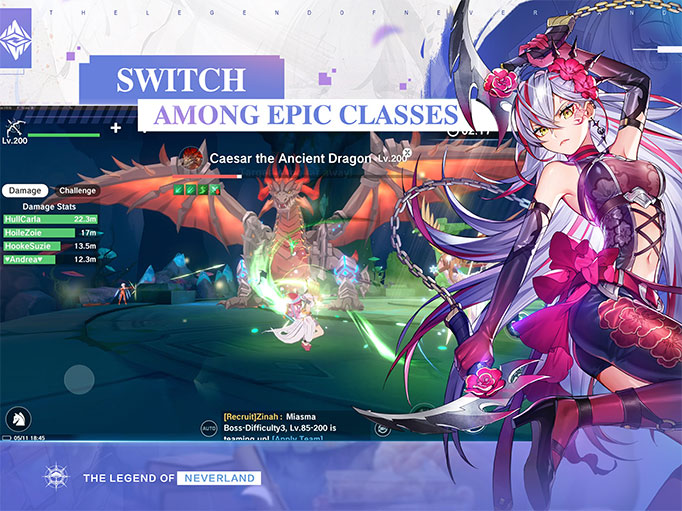 THELEGENDOFNEVERLAND
SWITCH
AMONG EPIC CLASSES
Lv.200
Caesar the Ancient Dragon Lv.200
Damage
Challenge
Damage Stats
HullCarla 22.3m
HoileZoie 17m
HookeSuzie 13.5m
♥Andrea♥ 12.3m
AUTO
[Recruit]Zinah : Miasma
Boss-Difficulty3, Lv.85-200 is
teaming up! [Apply Team]
05/11 18:45
THE LEGEND OF NEVERLAND